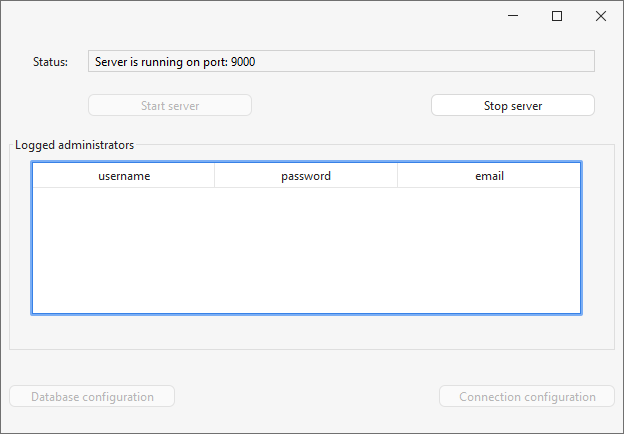 Status: Server is running on port: 9000
Start server Stop server
Logged administrators
username password email
Database configuration Connection configuration